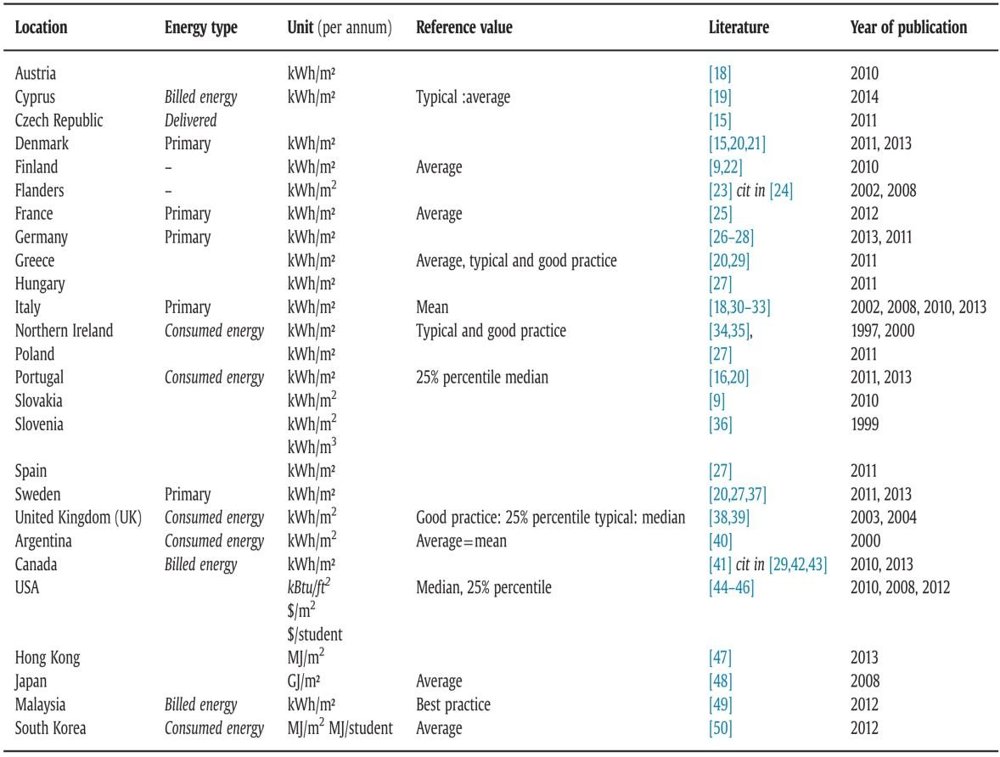 Location Energy type Unit (per annum) Reference value Literature Year of publication
Austria kWh/m² [18] 2010
Cyprus Billed energy kWh/m² Typical :average [19] 2014
Czech Republic Delivered [15] 2011
Denmark Primary kWh/m² [15,20,21] 2011, 2013
Finland – kWh/m² Average [9,22] 2010
Flanders – kWh/m² [23] cit in [24] 2002, 2008
France Primary kWh/m² Average [25] 2012
Germany Primary kWh/m² [26–28] 2013, 2011
Greece kWh/m² Average, typical and good practice [20,29] 2011
Hungary kWh/m² [27] 2011
Italy Primary kWh/m² Mean [18,30–33] 2002, 2008, 2010, 2013
Northern Ireland Consumed energy kWh/m² Typical and good practice [34,35], 1997, 2000
Poland kWh/m² [27] 2011
Portugal Consumed energy kWh/m² 25% percentile median [16,20] 2011, 2013
Slovakia kWh/m² [9] 2010
Slovenia kWh/m² [36] 1999
kWh/m³
Spain kWh/m² [27] 2011
Sweden Primary kWh/m² [20,27,37] 2011, 2013
United Kingdom (UK) Consumed energy kWh/m² Good practice: 25% percentile typical: median [38,39] 2003, 2004
Argentina Consumed energy kWh/m² Average=mean [40] 2000
Canada Billed energy kWh/m² [41] cit in [29,42,43] 2010, 2013
USA kBtu/ft² Median, 25% percentile [44–46] 2010, 2008, 2012
$/m²
$/student
Hong Kong MJ/m² [47] 2013
Japan GJ/m² Average [48] 2008
Malaysia Billed energy kWh/m² Best practice [49] 2012
South Korea Consumed energy MJ/m² MJ/student Average [50] 2012